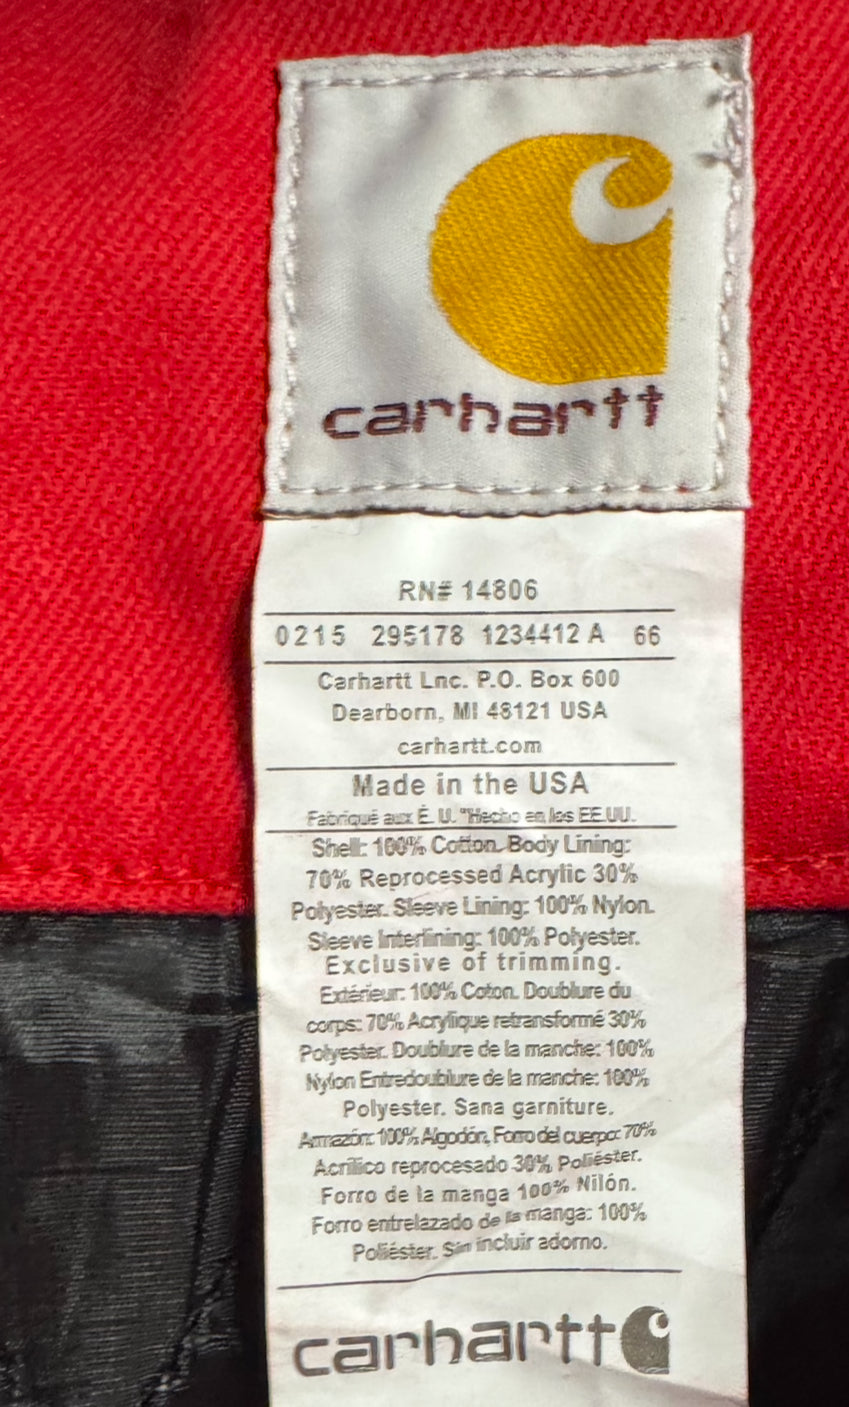 carhartt
RN# 14806
0215 295178 1234412 A 66
Carhartt Lnc. P.O. Box 600
Dearborn, MI 48121 USA
carhartt.com
Made in the USA
Fabriqué aux É. U. "Hecho en los EE.UU.
Shell: 100% Cotton. Body Lining:
70% Reprocessed Acrylic 30%
Polyester. Sleeve Lining: 100% Nylon.
Sleeve Interlining: 100% Polyester.
Exclusive of trimming.
Extérieur: 100% Coton. Doublure du
corps: 70% Acrylique retransformé 30%
Polyester. Doublure de la manche: 100%
Nylon Entredoublure de la manche: 100%
Polyester. Sana garniture.
Armazón: 100% Algodón, Forro del cuerpo: 70%
Acrílico reprocesado 30% Poliéster.
Forro de la manga 100% Nilón.
Forro entrelazado de la manga: 100%
Poliéster. Sin incluir adorno.
carhartt